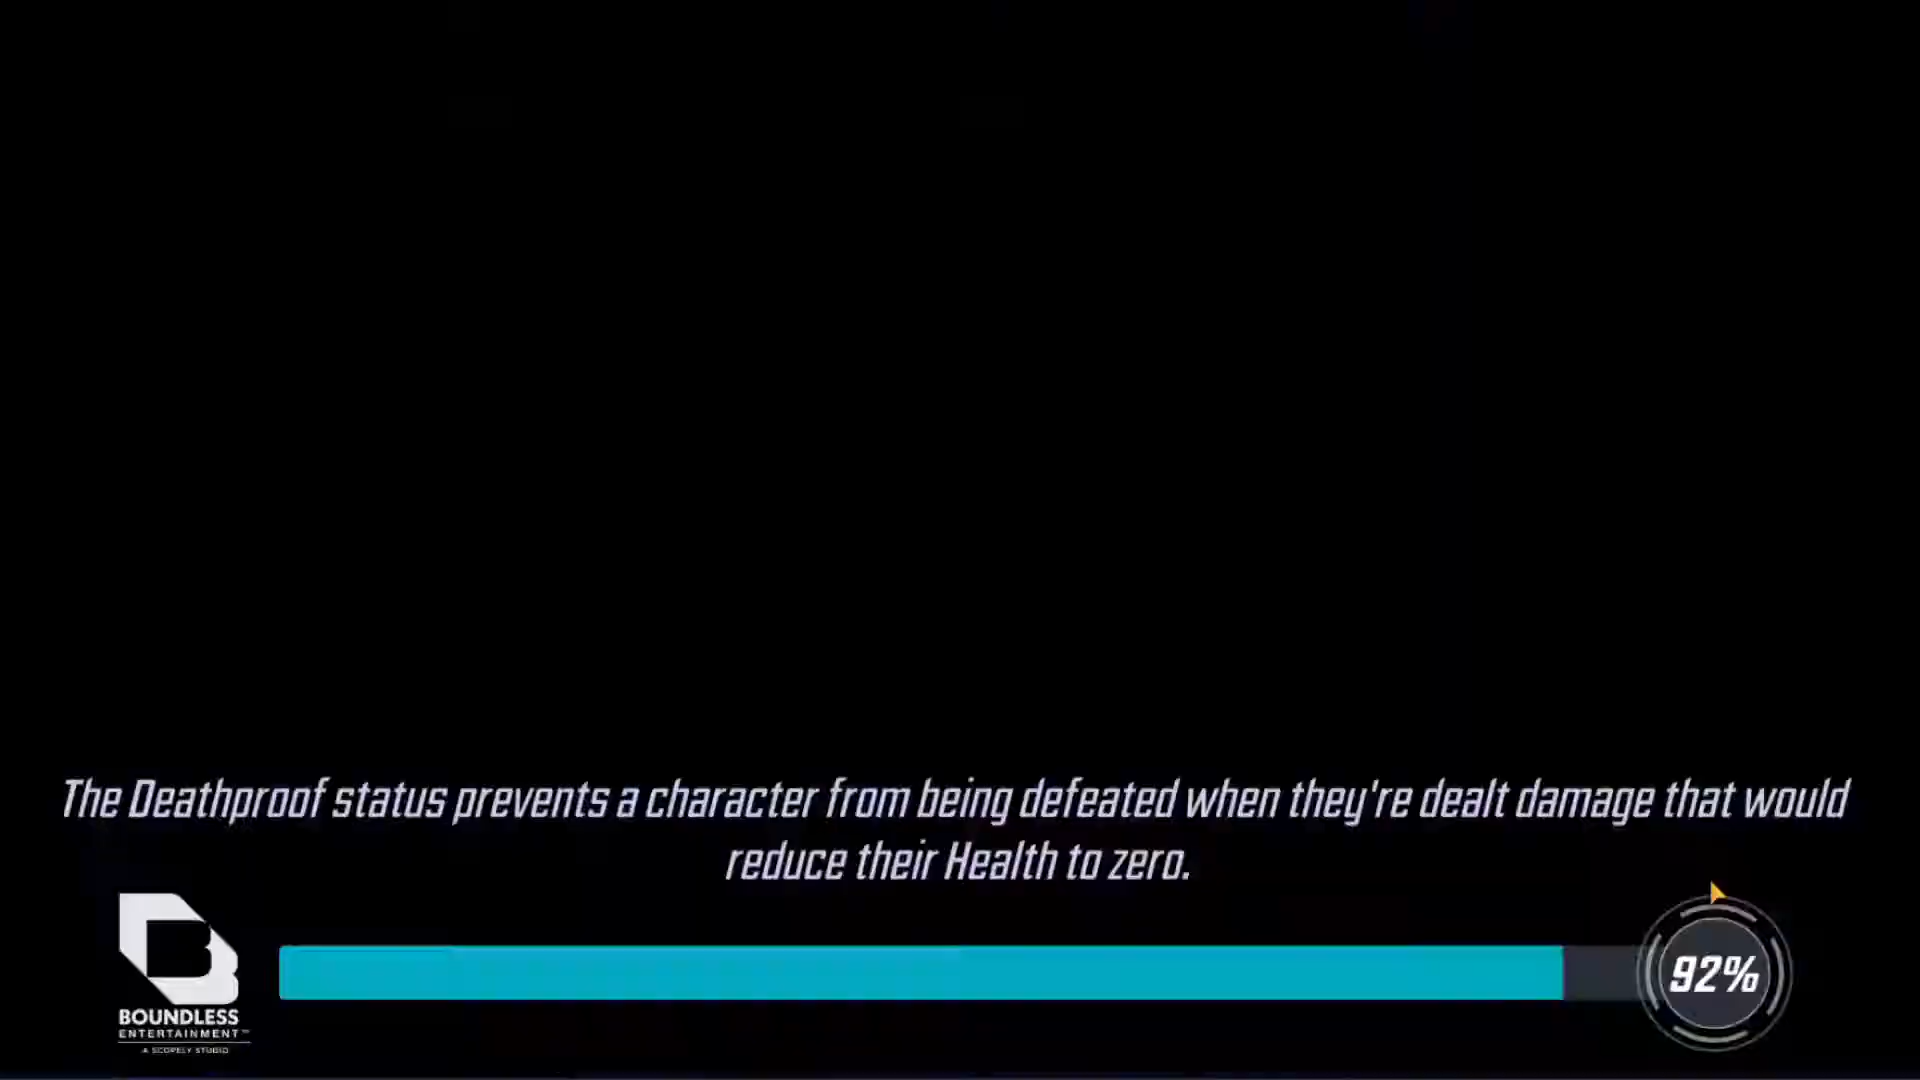 The Deathproof status prevents a character from being defeated when they're dealt damage that would
reduce their Health to zero.
92%
BOUNDLESS
ENTERTAINMENT™
A SCOPELY STUDIO